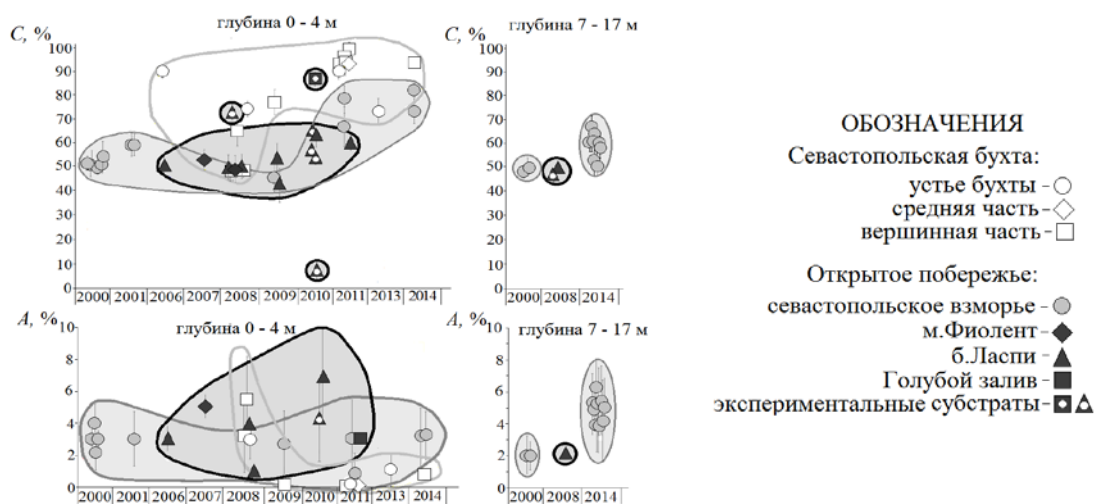 глубина 0 - 4 м
глубина 7 - 17 м
C, %
C, %
100
90
80
70
60
50
40
30
20
10
0
2000 2001 2006 2007 2008 2009 2010 2011 2013 2014
100
90
80
70
60
50
40
30
20
10
0
2000 2008 2014
A, %
глубина 0 - 4 м
A, %
глубина 7 - 17 м
10
8
6
4
2
0
2000 2001 2006 2007 2008 2009 2010 2011 2013 2014
10
8
6
4
2
0
2000 2008 2014
ОБОЗНАЧЕНИЯ
Севастопольская бухта:
устье бухты -
средняя часть -
вершинная часть -
Открытое побережье:
севастопольское взморье -
м.Фиолент -
б.Ласпи -
Голубой залив -
экспериментальные субстраты -